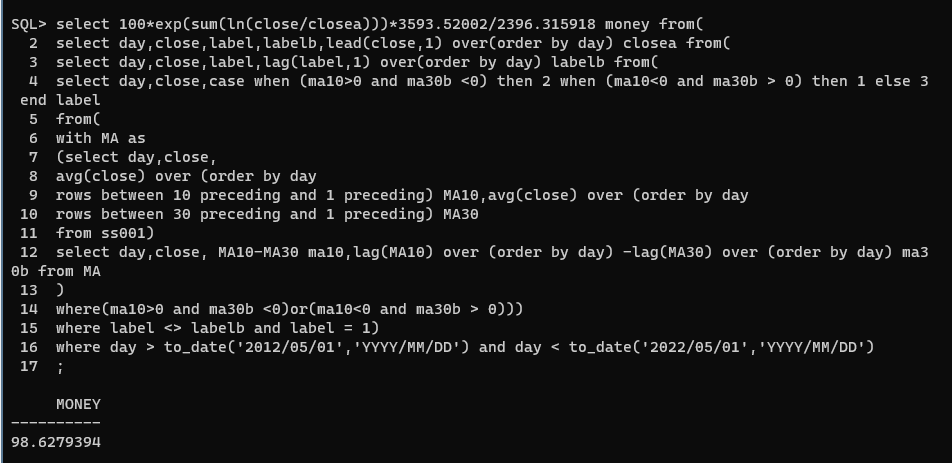 SQL> select 100*exp(sum(ln(close/closea)))*3593.52002/2396.315918 money from(
  2  select day,close,label,labelb,lead(close,1) over(order by day) closea from(
  3  select day,close,label,lag(label,1) over(order by day) labelb from(
  4  select day,close,case when (ma10>0 and ma30b <0) then 2 when (ma10<0 and ma30b > 0) then 1 else 3
 end label
  5  from(
  6  with MA as
  7  (select day,close,
  8  avg(close) over (order by day
  9  rows between 10 preceding and 1 preceding) MA10,avg(close) over (order by day
 10  rows between 30 preceding and 1 preceding) MA30
 11  from ss001)
 12  select day,close, MA10-MA30 ma10,lag(MA10) over (order by day) -lag(MA30) over (order by day) ma3
0b from MA
 13  )
 14  where(ma10>0 and ma30b <0)or(ma10<0 and ma30b > 0)))
 15  where label <> labelb and label = 1)
 16  where day > to_date('2012/05/01','YYYY/MM/DD') and day < to_date('2022/05/01','YYYY/MM/DD')
 17  ;
     MONEY
----------
98.6279394